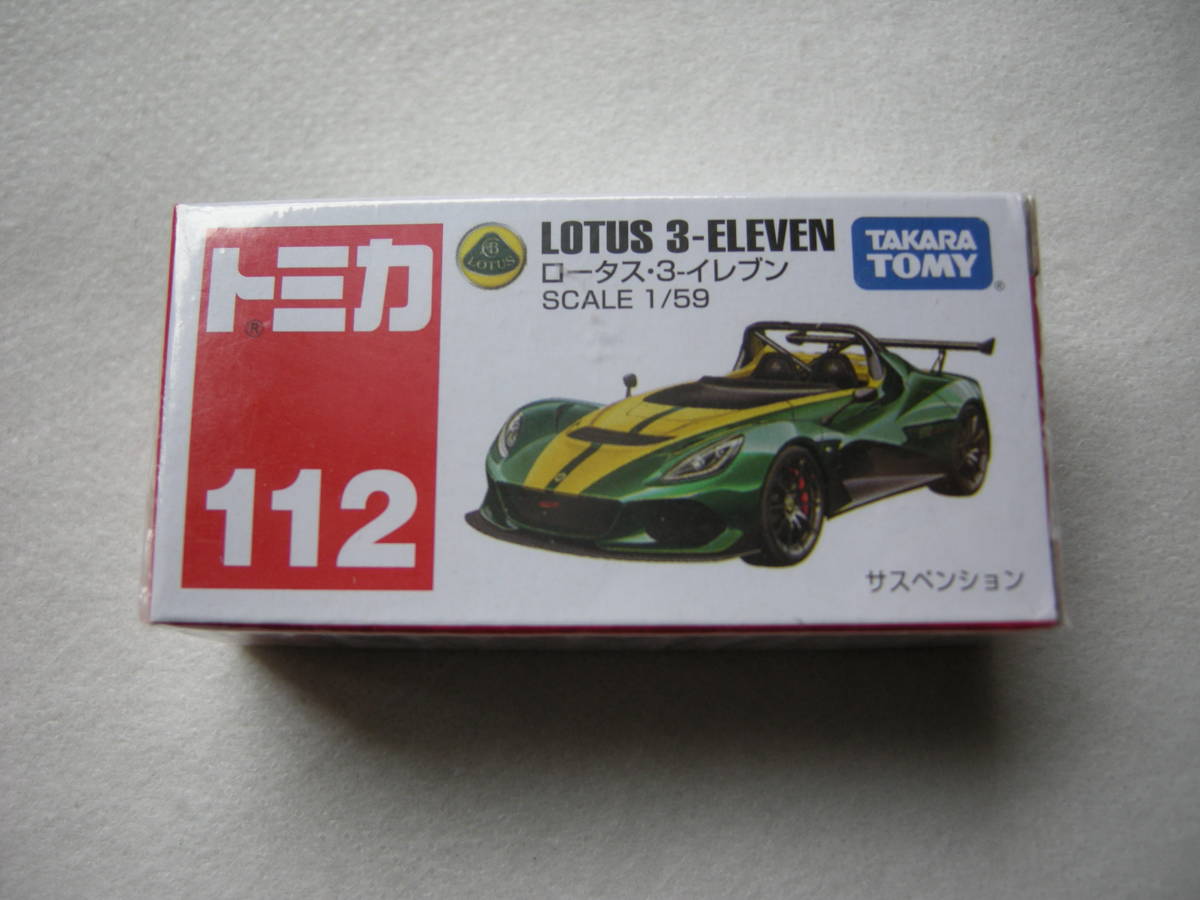 トミカ
®
112
LOTUS
LOTUS 3-ELEVEN
ロータス・3-イレブン
SCALE 1/59
TAKARA
TOMY
®
サスペンション